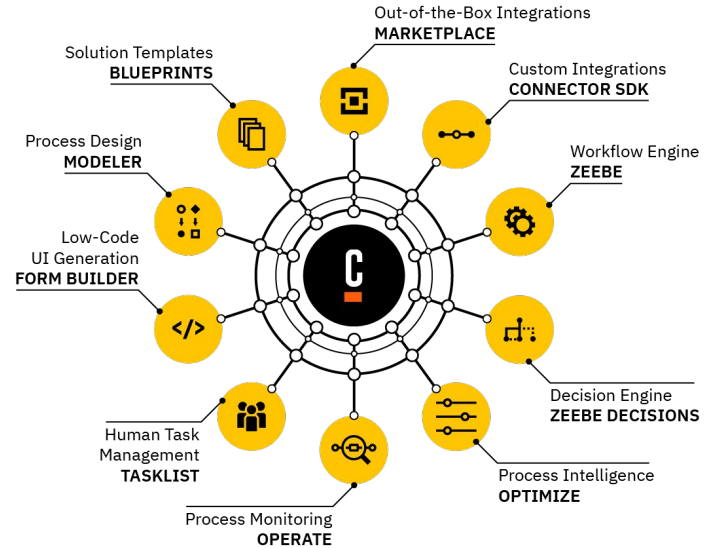 Out-of-the-Box Integrations
MARKETPLACE
Custom Integrations
CONNECTOR SDK
Workflow Engine
ZEEBE
Decision Engine
ZEEBE DECISIONS
Process Intelligence
OPTIMIZE
Process Monitoring
OPERATE
Human Task
Management
TASKLIST
Low-Code
UI Generation
FORM BUILDER
</>
Process Design
MODELER
Solution Templates
BLUEPRINTS
C